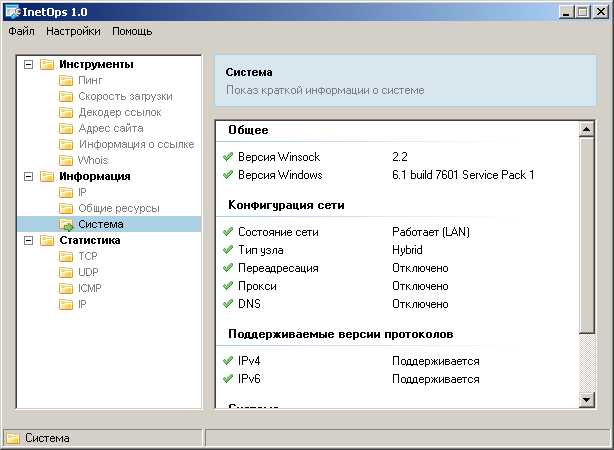 InetOps 1.0
Файл Настройки Помощь
Инструменты
Пинг
Скорость загрузки
Декодер ссылок
Адрес сайта
Информация о ссылке
Whois
Информация
IP
Общие ресурсы
Система
Статистика
TCP
UDP
ICMP
IP
Система
Показ краткой информации о системе
Общее
Версия Winsock 2.2
Версия Windows 6.1 build 7601 Service Pack 1
Конфигурация сети
Состояние сети Работает (LAN)
Тип узла Hybrid
Переадресация Отключено
Прокси Отключено
DNS Отключено
Поддерживаемые версии протоколов
IPv4 Поддерживается
IPv6 Поддерживается
Система